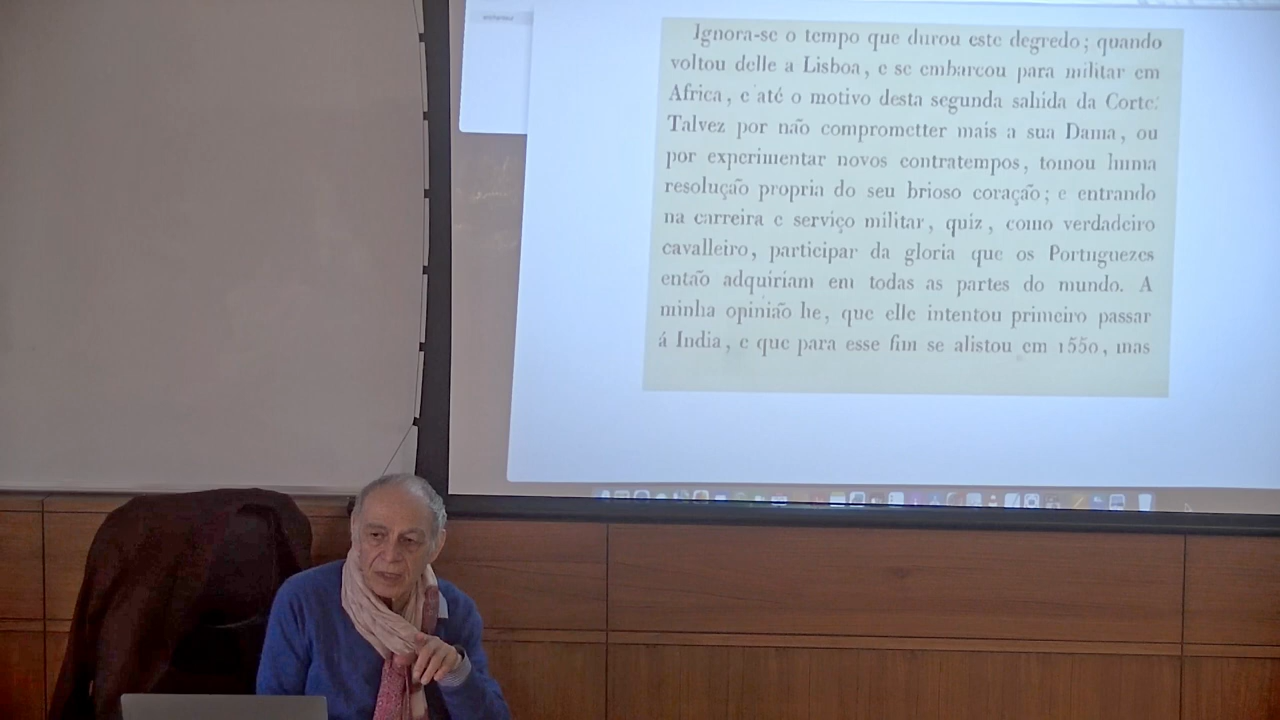 Ignora-se o tempo que durou este degredo; quando
voltou delle a Lisboa, e se embarcou para militar em
Africa, e até o motivo desta segunda sahida da Corte.
Talvez por não comprometter mais a sua Dama, ou
por experimentar novos contratempos, tomou huma
resolução propria do seu brioso coração; e entrando
na carreira e serviço militar, quiz, como verdadeiro
cavalleiro, participar da gloria que os Portuguezes
então adquiriam em todas as partes do mundo. A
minha opinião he, que elle intentou primeiro passar
á India, e que para esse fim se alistou em 1550, mas